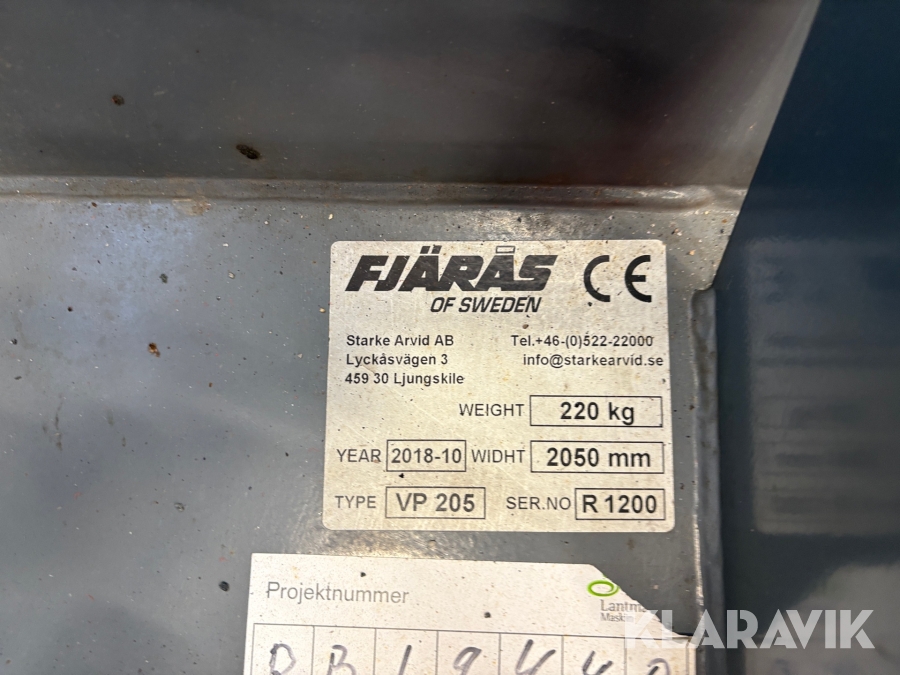 FJÄRÅS
OF SWEDEN
CE
Starke Arvid AB
Tel.+46-(0)522-22000
Lyckåsvägen 3
info@starkearvid.se
459 30 Ljungskile
WEIGHT 220 kg
YEAR 2018-10 WIDHT 2050 mm
TYPE VP 205 SER.NO R 1200
Projektnummer
Maskin
KLARAVIK